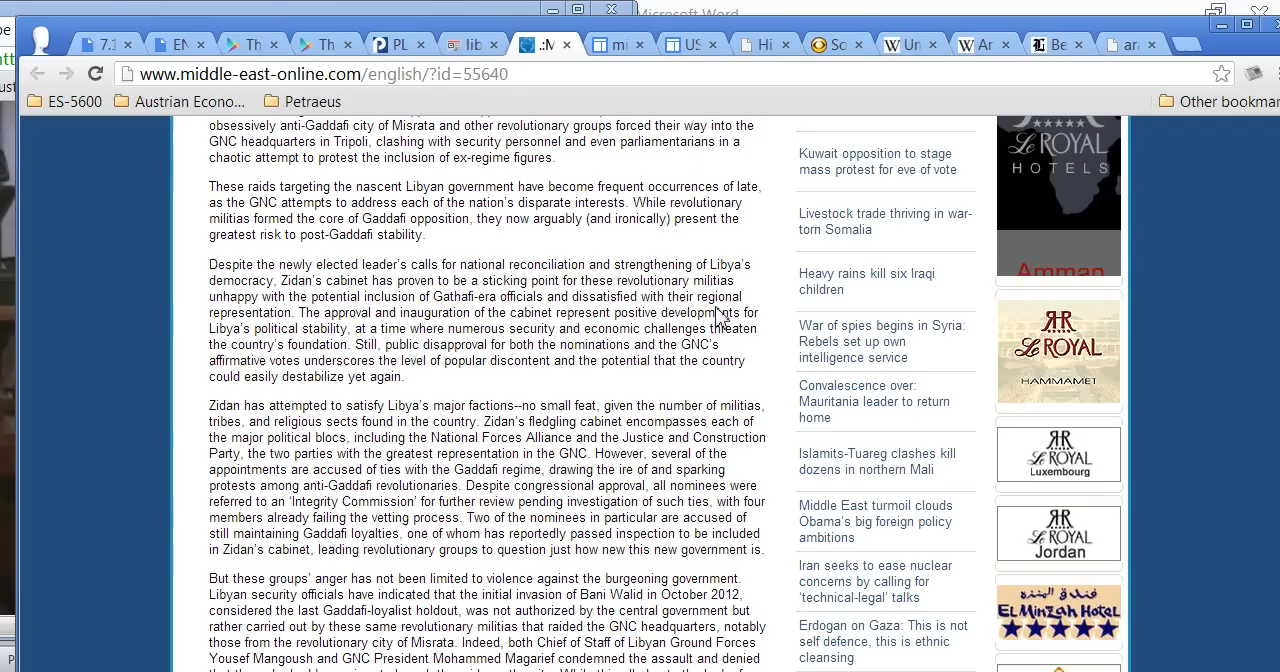 Microsoft Word
7.1
EN
Th
Th
PL
lib
.:M
mi
US
Hi
Sc
Un
Ar
Be
ara
www.middle-east-online.com/english/?id=55640
ES-5600
Austrian Econo...
Petraeus
Other bookmar
obsessively anti-Gaddafi city of Misrata and other revolutionary groups forced their way into the
GNC headquarters in Tripoli, clashing with security personnel and even parliamentarians in a
chaotic attempt to protest the inclusion of ex-regime figures.
These raids targeting the nascent Libyan government have become frequent occurrences of late,
as the GNC attempts to address each of the nation's disparate interests. While revolutionary
militias formed the core of Gaddafi opposition, they now arguably (and ironically) present the
greatest risk to post-Gaddafi stability.
Despite the newly elected leader's calls for national reconciliation and strengthening of Libya's
democracy, Zidan's cabinet has proven to be a sticking point for these revolutionary militias
unhappy with the potential inclusion of Gathafi-era officials and dissatisfied with their regional
representation. The approval and inauguration of the cabinet represent positive developments for
Libya's political stability, at a time where numerous security and economic challenges threaten
the country's foundation. Still, public disapproval for both the nominations and the GNC's
affirmative votes underscore the level of popular discontent and the potential that the country
could easily destabilize yet again.
Zidan has attempted to satisfy Libya's major factions--no small feat, given the number of militias,
tribes, and religious sects found in the country. Zidan's fledgling cabinet encompasses each of
the major political blocs, including the National Forces Alliance and the Justice and Construction
Party, the two parties with the greatest representation in the GNC. However, several of the
appointments are accused of ties with the Gaddafi regime, drawing the ire of and sparking
protests among anti-Gaddafi revolutionaries. Despite congressional approval, all nominees were
referred to an 'Integrity Commission' for further review pending investigation of such ties, with four
members already failing the vetting process. Two of the nominees in particular are accused of
still maintaining Gaddafi loyalties, one of whom has reportedly passed inspection to be included
in Zidan's cabinet, leading revolutionary groups to question just how new this new government is.
But these groups' anger has not been limited to violence against the burgeoning government.
Libyan security officials have indicated that the initial invasion of Bani Walid in October 2012,
considered the last Gaddafi-loyalist holdout, was not authorized by the central government but
rather carried out by the same revolutionary militias that raided the GNC headquarters, notably
those from the revolutionary city of Misrata. Indeed, both Chief of Staff of Libyan Ground Forces
Yousef Mangoush and GNC President Mohammed Magarief condemned the assault and denied
Kuwait opposition to stage
mass protest for eve of vote
Livestock trade thriving in war-
torn Somalia
Heavy rains kill six Iraqi
children
War of spies begins in Syria:
Rebels set up own
intelligence service
Convalescence over:
Mauritania leader to return
home
Islamits-Tuareg clashes kill
dozens in northern Mali
Middle East turmoil clouds
Obama's big foreign policy
ambitions
Iran seeks to ease nuclear
concerns by calling for
'technical-legal' talks
Erdogan on Gaza: This is not
self defence, this is ethnic
cleansing
Le ROYAL
HOTELS
Amman
Le ROYAL
HAMMAMET
Le ROYAL
Luxembourg
Le ROYAL
Jordan
فندق المنزه
EL MINZAH HOTEL